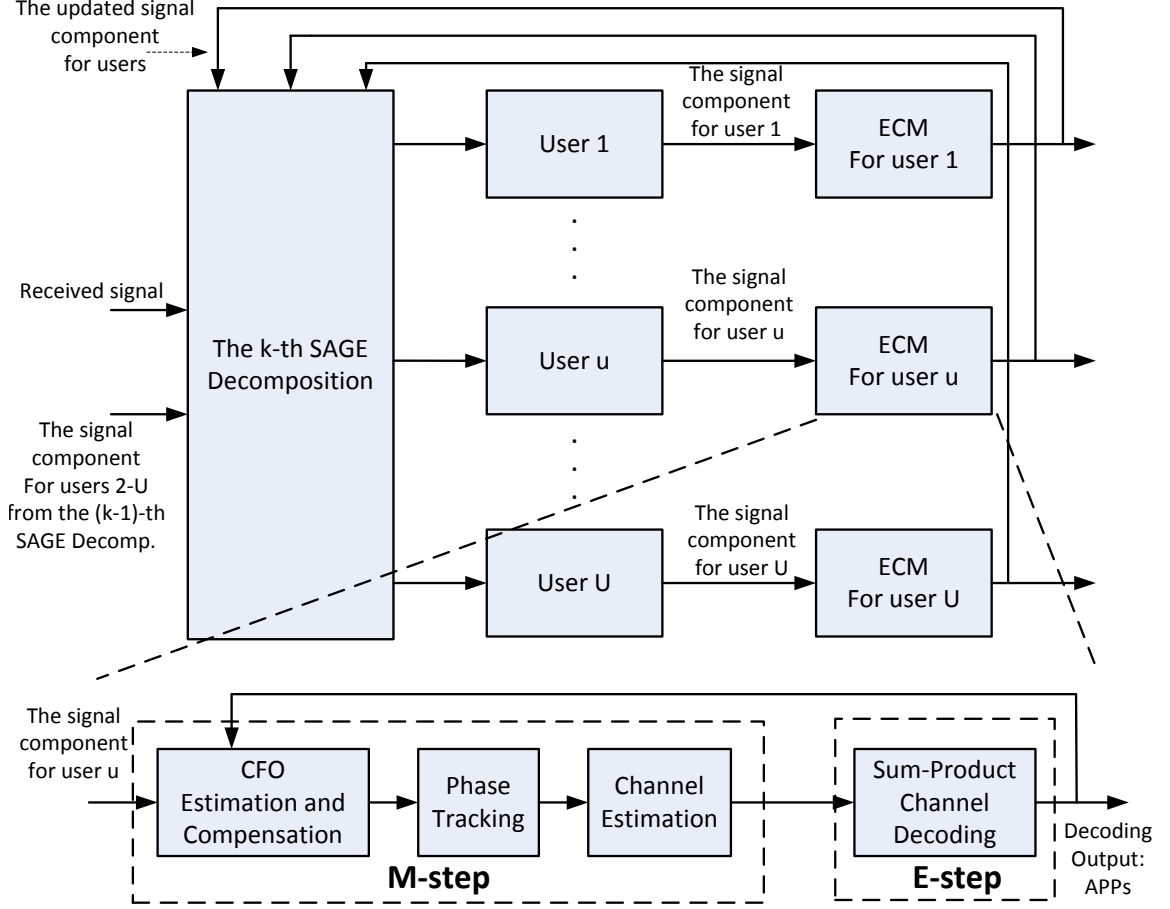 The updated signal
component
for users
The signal
component
for user 1
User 1
ECM
For user 1
Received signal
The k-th SAGE
Decomposition
The signal
component
for user u
User u
ECM
For user u
The signal
component
For users 2-U
from the (k-1)-th
SAGE Decomp.
The signal
component
for user U
User U
ECM
For user U
The signal
component
for user u
CFO
Estimation and
Compensation
Phase
Tracking
Channel
Estimation
M-step
Sum-Product
Channel
Decoding
E-step
Decoding
Output:
APPs